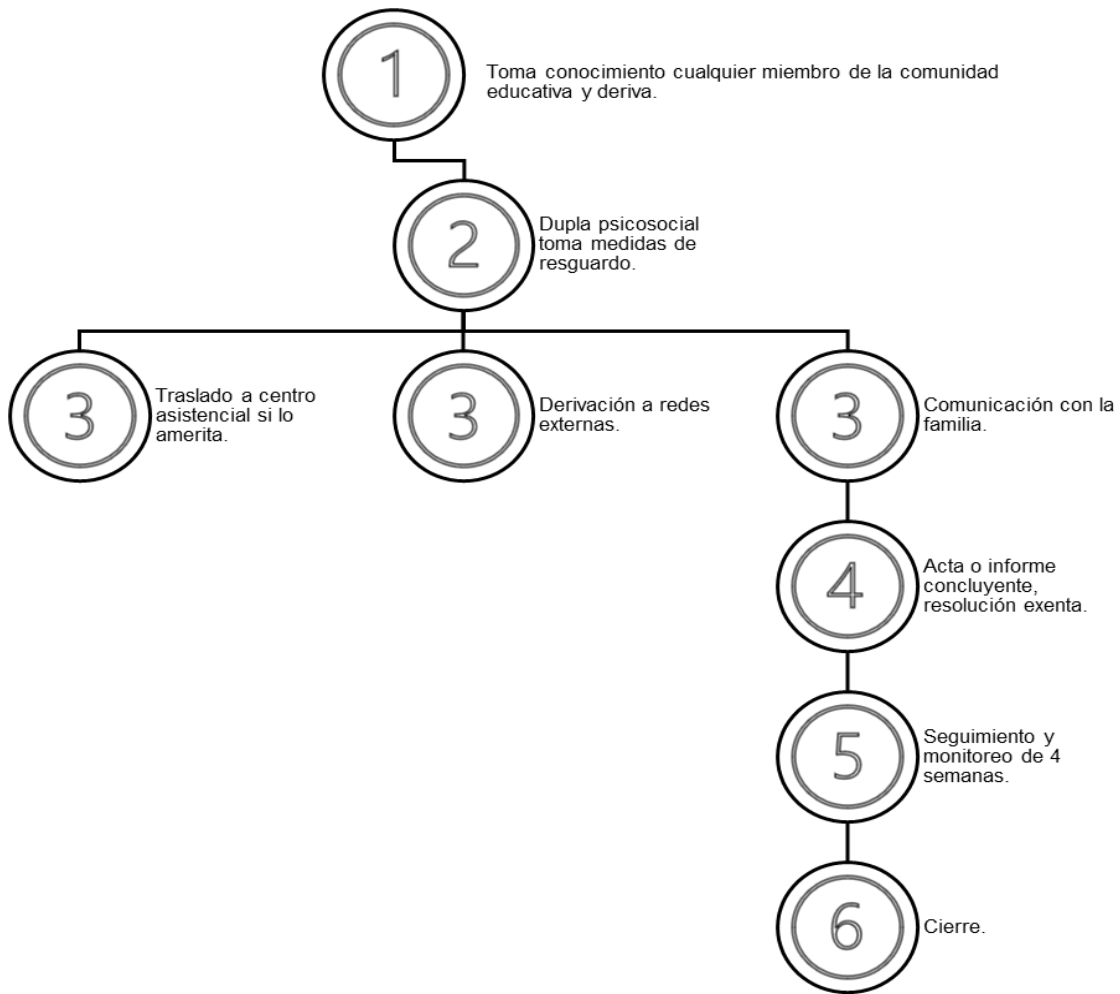 1
Toma conocimiento cualquier miembro de la comunidad
educativa y deriva.
2
Dupla psicosocial
toma medidas de
resguardo.
3
Traslado a centro
asistencial si lo
amerita.
3
Derivación a redes
externas.
3
Comunicación con la
familia.
4
Acta o informe
concluyente,
resolución exenta.
5
Seguimiento y
monitoreo de 4
semanas.
6
Cierre.